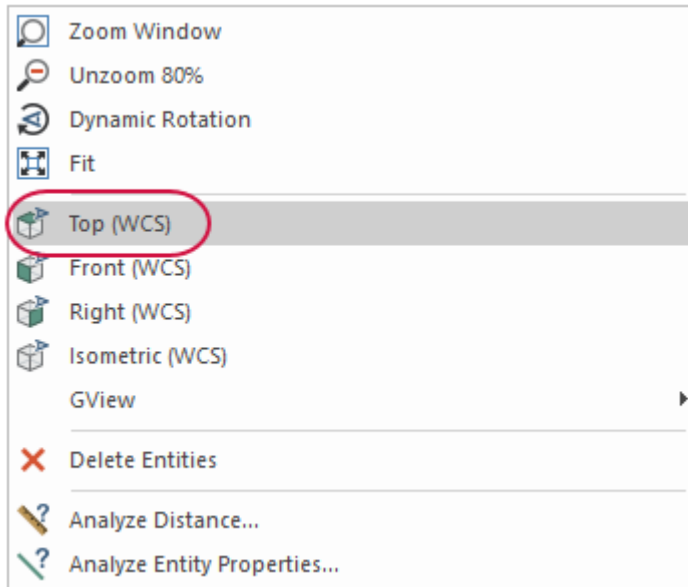 Zoom Window
Unzoom 80%
Dynamic Rotation
Fit
Top (WCS)
Front (WCS)
Right (WCS)
Isometric (WCS)
GView
Delete Entities
Analyze Distance...
Analyze Entity Properties...